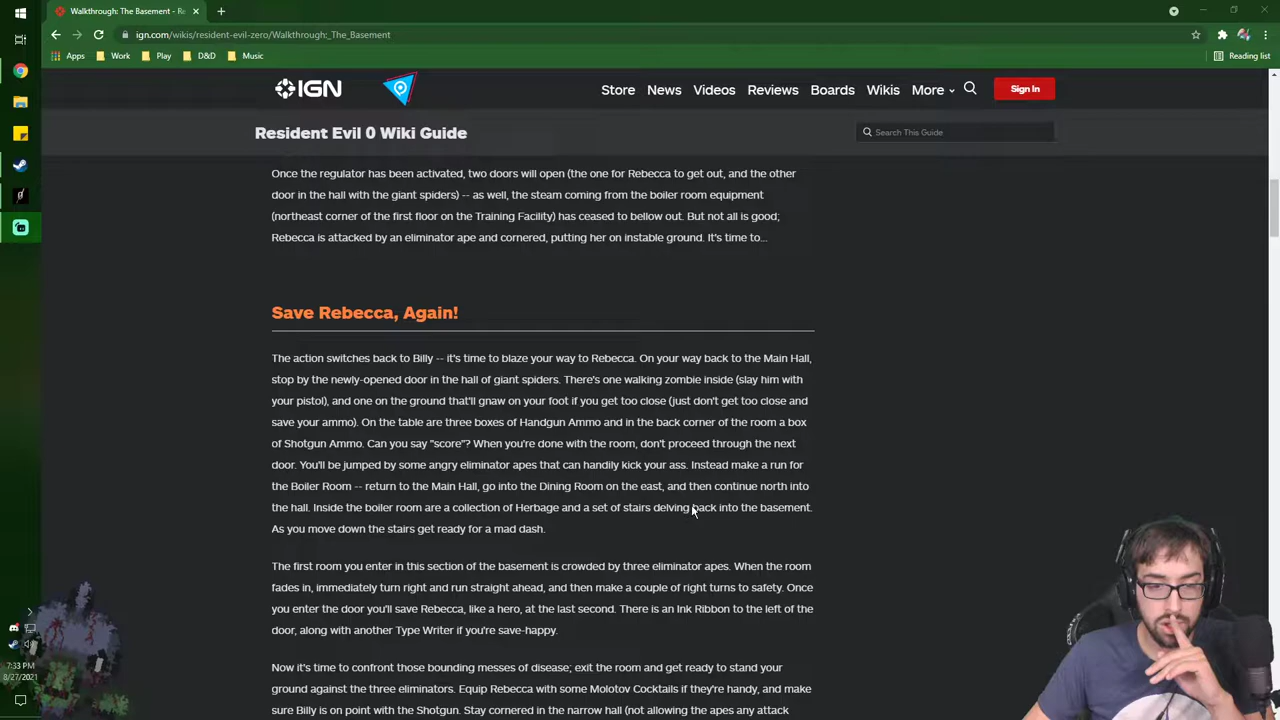 Walkthrough: The Basement - Re
ign.com/wikis/resident-evil-zero/Walkthrough:_The_Basement
Apps Work Play D&D Music Reading list
IGN Store News Videos Reviews Boards Wikis More Sign In
Resident Evil 0 Wiki Guide Search This Guide
Once the regulator has been activated, two doors will open (the one for Rebecca to get out, and the other
door in the hall with the giant spiders) -- as well, the steam coming from the boiler room equipment
(northeast corner of the first floor on the Training Facility) has ceased to bellow out. But not all is good;
Rebecca is attacked by an eliminator ape and cornered, putting her on instable ground. It's time to...
Save Rebecca, Again!
The action switches back to Billy -- it's time to blaze your way to Rebecca. On your way back to the Main Hall,
stop by the newly-opened door in the hall of giant spiders. There's one walking zombie inside (slay him with
your pistol), and one on the ground that'll gnaw on your foot if you get too close (just don't get too close and
save your ammo). On the table are three boxes of Handgun Ammo and in the back corner of the room a box
of Shotgun Ammo. Can you say "score"? When you're done with the room, don't proceed through the next
door. You'll be jumped by some angry eliminator apes that can handily kick your ass. Instead make a run for
the Boiler Room -- return to the Main Hall, go into the Dining Room on the east, and then continue north into
the hall. Inside the boiler room are a collection of Herbage and a set of stairs delving back into the basement.
As you move down the stairs get ready for a mad dash.
The first room you enter in this section of the basement is crowded by three eliminator apes. When the room
fades in, immediately turn right and run straight ahead, and then make a couple of right turns to safety. Once
you enter the door you'll save Rebecca, like a hero, at the last second. There is an Ink Ribbon to the left of the
door, along with another Type Writer if you're save-happy.
Now it's time to confront those bounding messes of disease; exit the room and get ready to stand your
ground against the three eliminators. Equip Rebecca with some Molotov Cocktails if they're handy, and make
sure Billy is on point with the Shotgun. Stay cornered in the narrow hall (not allowing the apes any attack
7:33 PM
8/27/2021